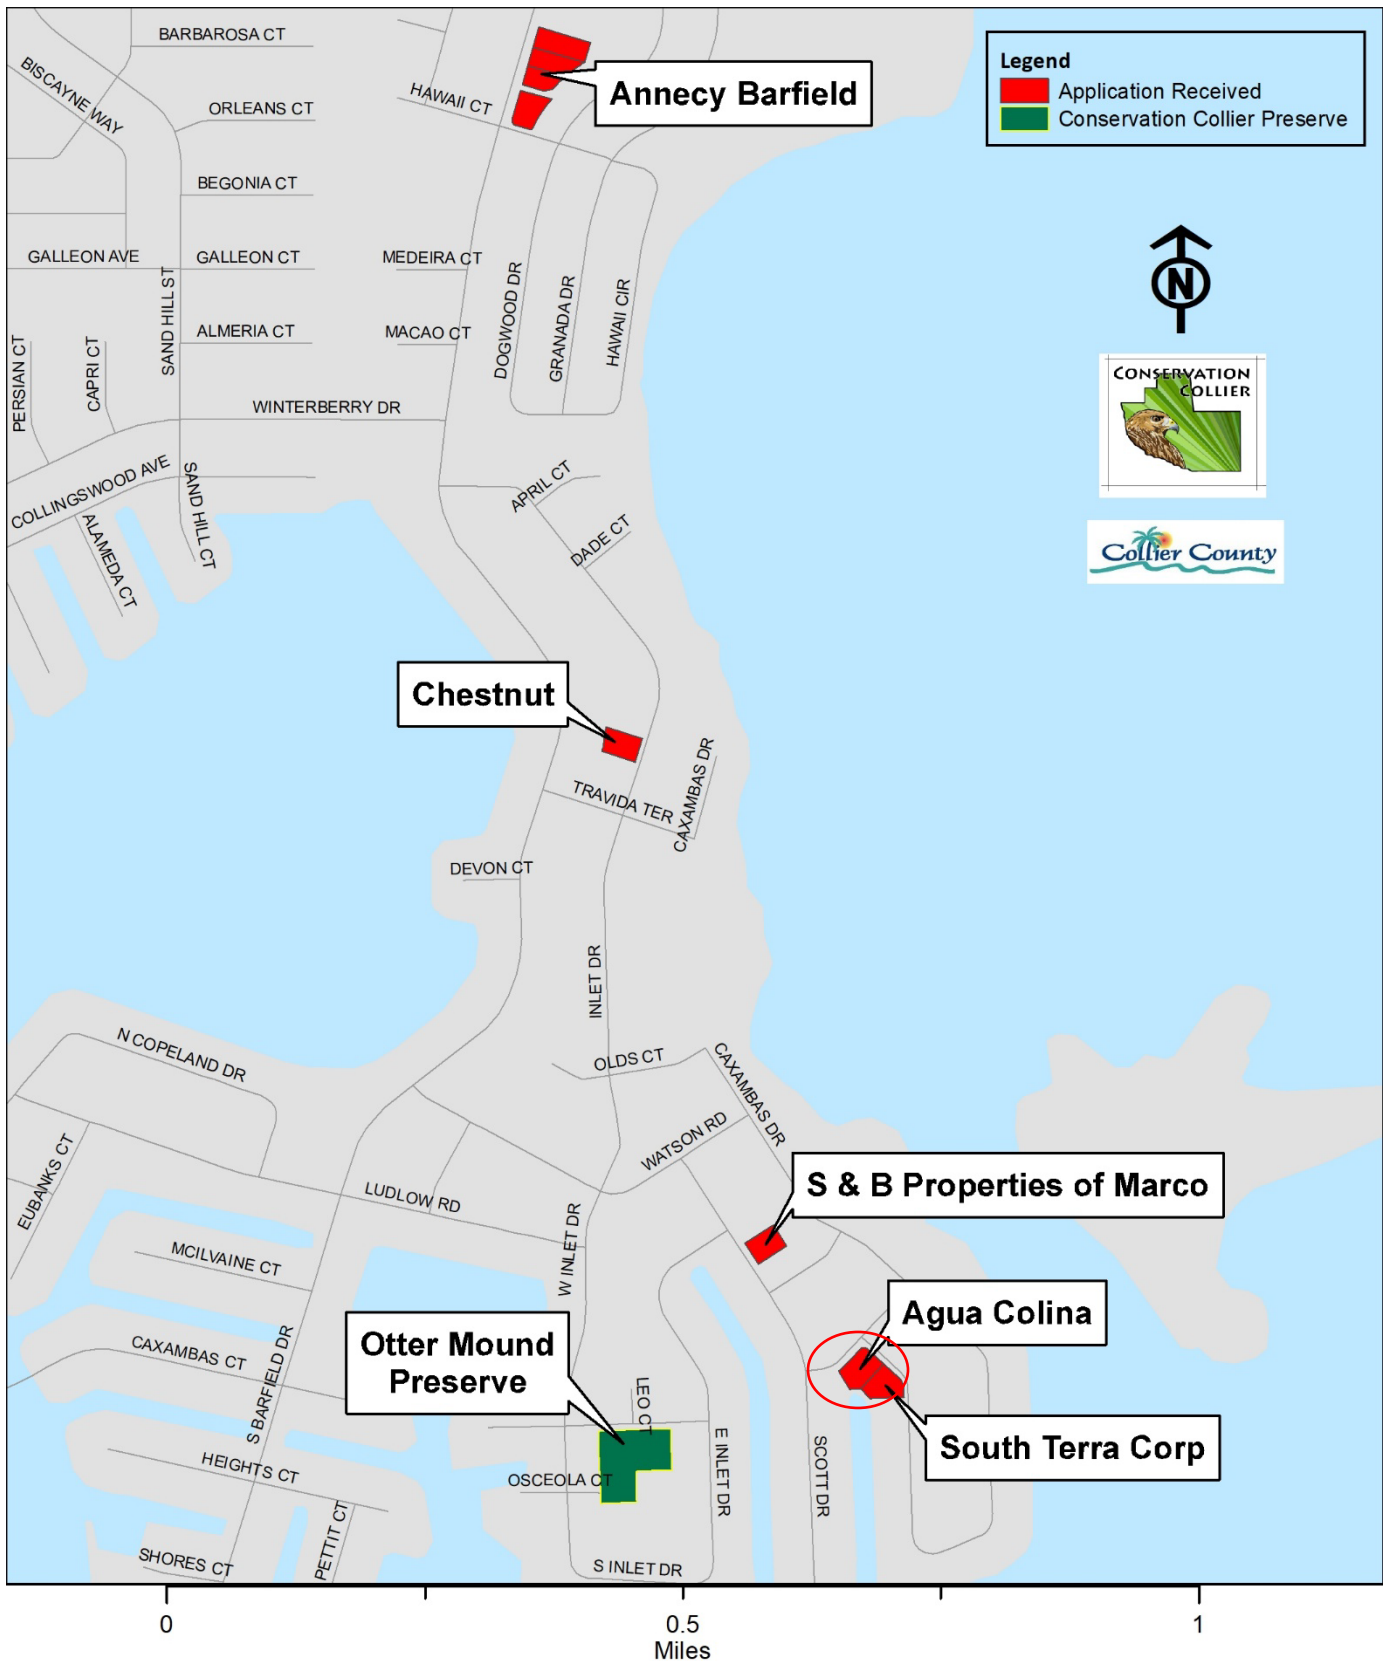 BARBAROSA CT
BISCAYNE WAY
ORLEANS CT
HAWAII CT
Annecy Barfield
Legend
Application Received
Conservation Collier Preserve
BEGONIA CT
GALLEON AVE
GALLEON CT
MEDEIRA CT
SAND HILL ST
DOGWOOD DR
GRANADA DR
HAWAII CIR
N
ALMERIA CT
MACAO CT
PERSIAN CT
CAPRI CT
WINTERBERRY DR
CONSERVATION
COLLIER
COLLINGSWOOD AVE
SAND HILL CT
ALAMEDA CT
APRIL CT
DADE CT
Collier County
Chestnut
TRAVIDA TER
CAXAMBAS DR
DEVON CT
INLET DR
N COPELAND DR
OLDS CT
CAXAMBAS DR
WATSON RD
EUBANKS CT
LUDLOW RD
S & B Properties of Marco
W INLET DR
MCILVAINE CT
Agua Colina
CAXAMBAS CT
S BARFIELD DR
Otter Mound
Preserve
LEO CT
E INLET DR
SCOTT DR
South Terra Corp
HEIGHTS CT
OSCEOLA CT
PETTIT CT
SHORES CT
S INLET DR
0
0.5
1
Miles